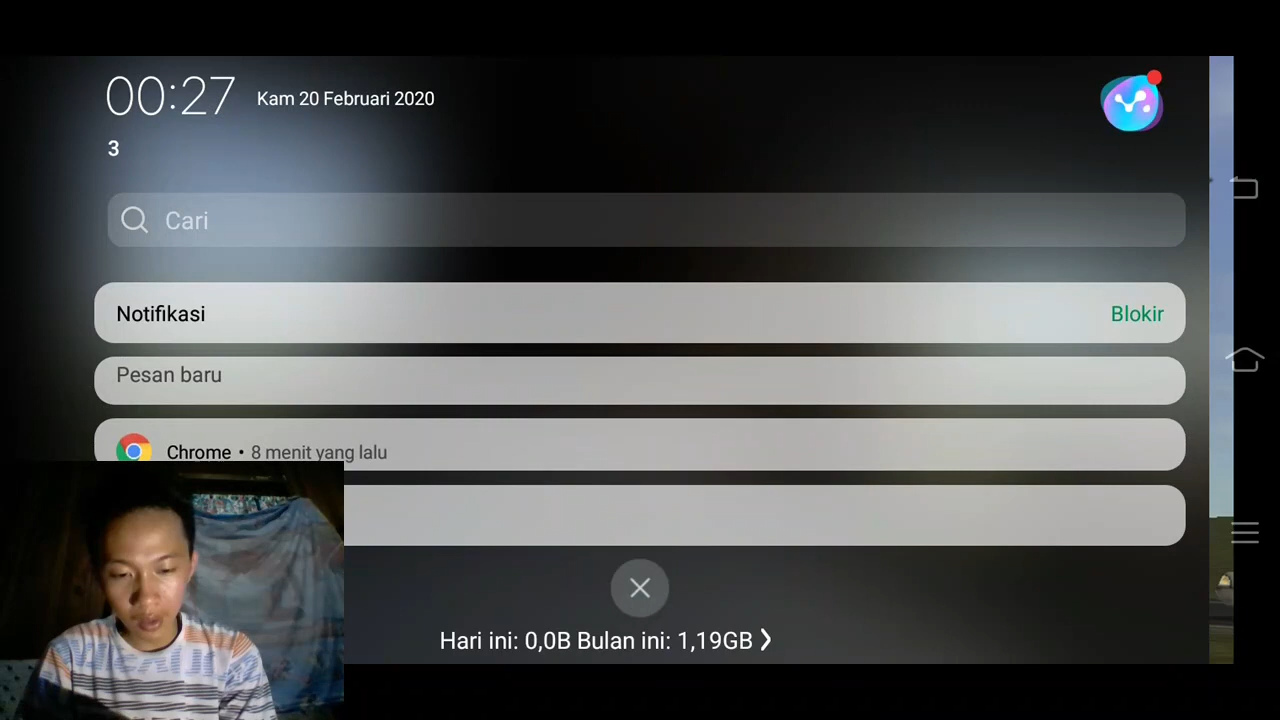 00:27 Kam 20 Februari 2020
3
Cari
Notifikasi Blokir
Pesan baru
Chrome • 8 menit yang lalu
Hari ini: 0,0B Bulan ini: 1,19GB